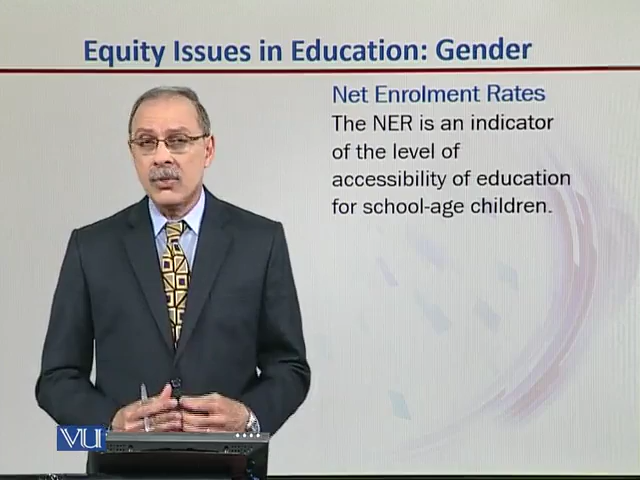 Equity Issues in Education: Gender
Net Enrolment Rates
The NER is an indicator
of the level of
accessibility of education
for school-age children.
VU